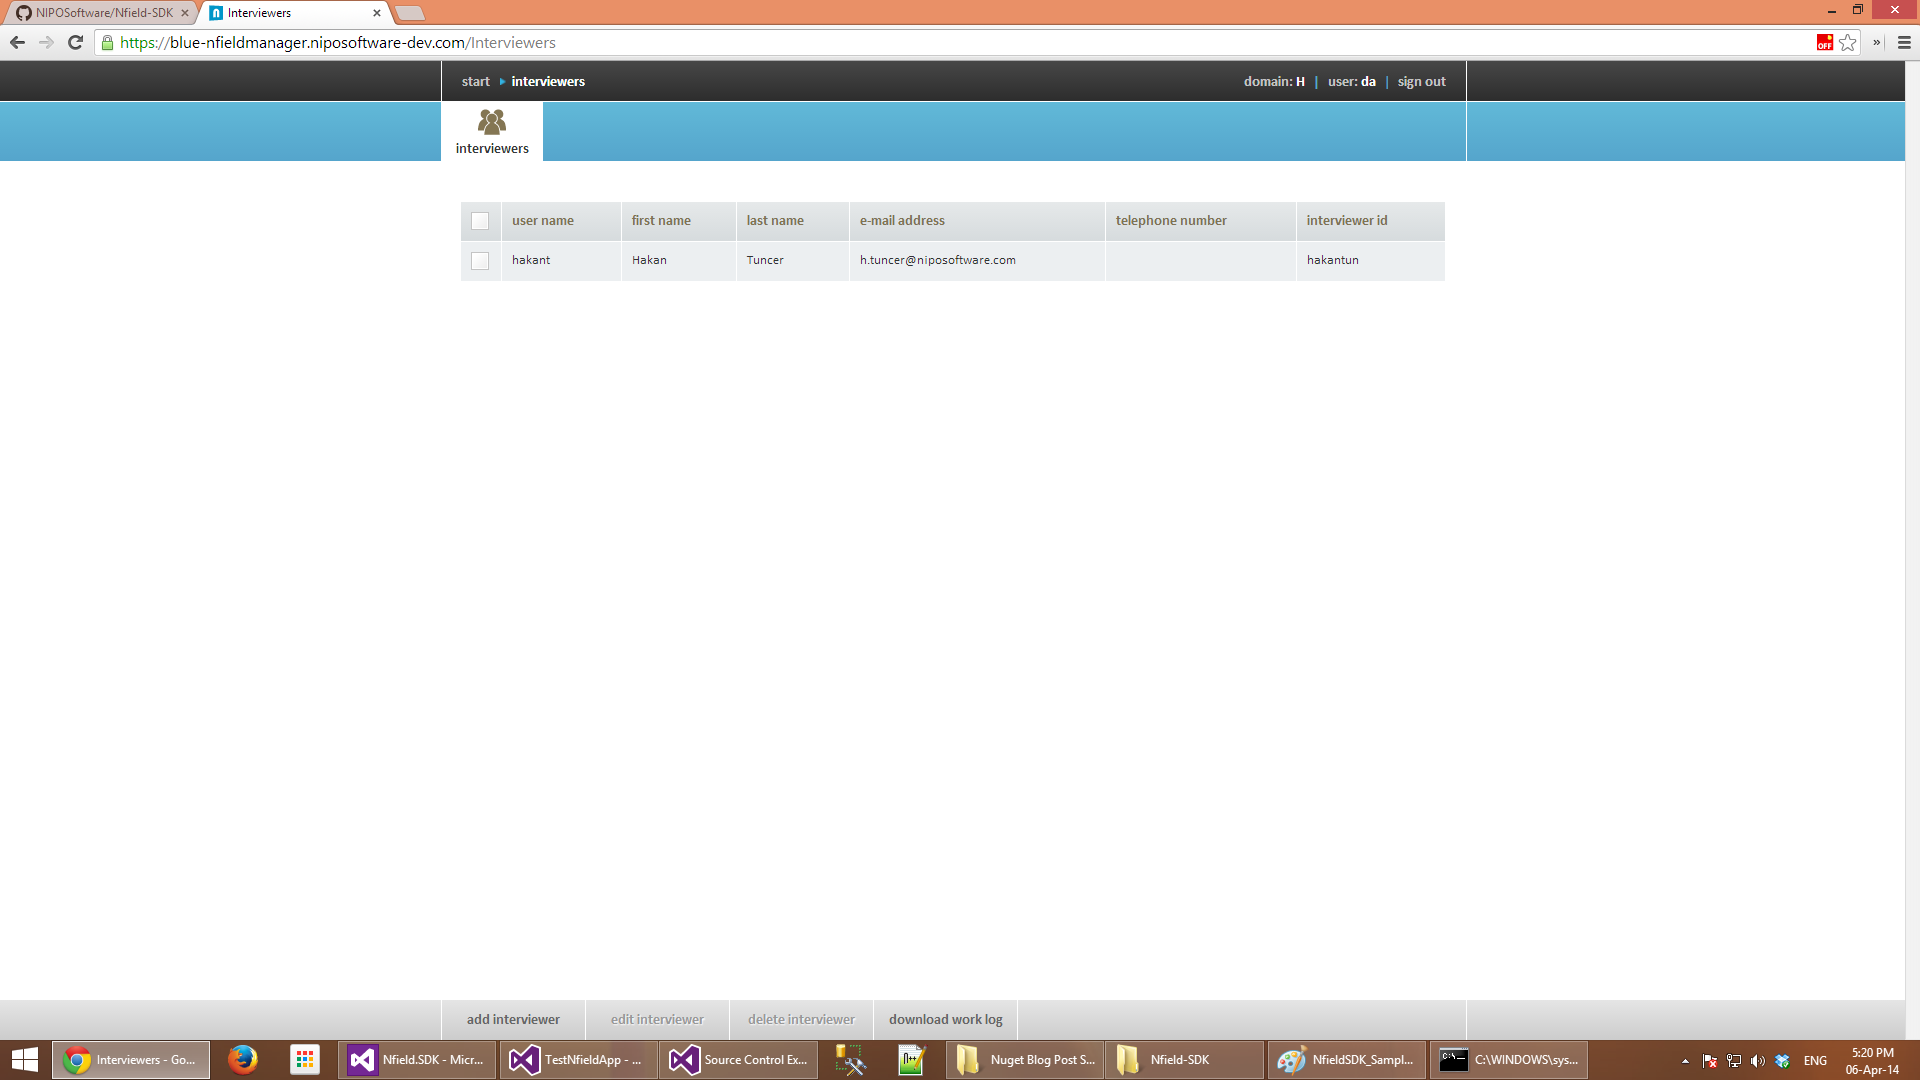 NIPOSoftware/Nfield-SDK
Interviewers
https://blue-nfieldmanager.niposoftware-dev.com/Interviewers
OFF
start interviewers domain: H | user: da | sign out
interviewers
user name first name last name e-mail address telephone number interviewer id
hakant Hakan Tuncer h.tuncer@niposoftware.com hakantun
add interviewer edit interviewer delete interviewer download work log
Interviewers - Go...
Nfield.SDK - Micr...
TestNfieldApp - ...
Source Control Ex...
Nuget Blog Post S...
Nfield-SDK
NfieldSDK_Sampl...
C:\WINDOWS\sys...
ENG
5:20 PM
06-Apr-14